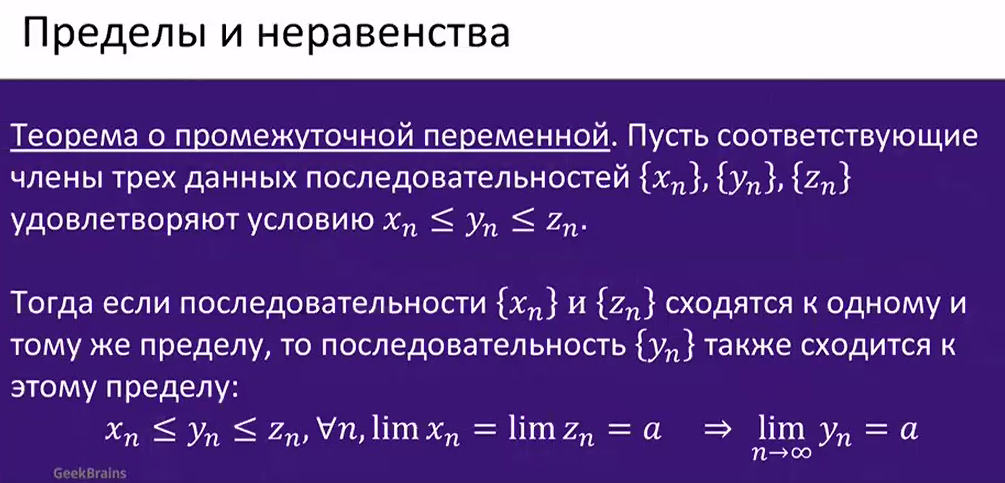 Пределы и неравенства
Теорема о промежуточной переменной. Пусть соответствующие
члены трех данных последовательностей {xₙ}, {yₙ}, {zₙ}
удовлетворяют условию xₙ ≤ yₙ ≤ zₙ.
Тогда если последовательности {xₙ} и {zₙ} сходятся к одному и
тому же пределу, то последовательность {yₙ} также сходится к
этому пределу:
xₙ ≤ yₙ ≤ zₙ, ∀n, lim xₙ = lim zₙ = a ⇒ lim yₙ = a
n→∞
GeekBrains